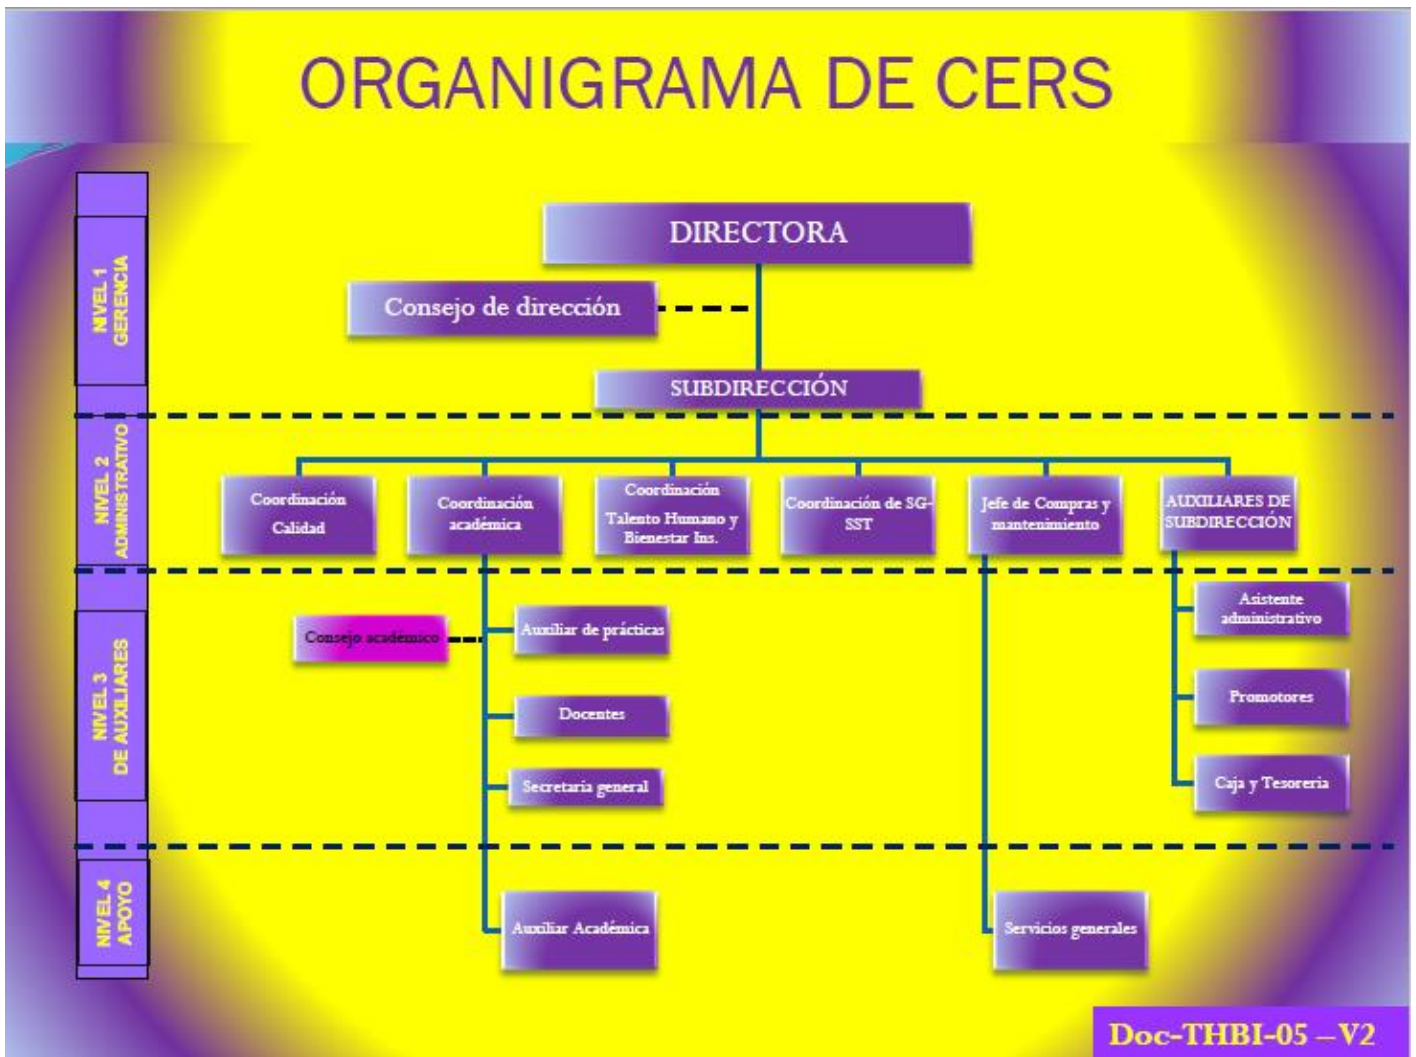 ORGANIGRAMA DE CERS
NIVEL 1
GERENCIA
DIRECTORA
Consejo de dirección
SUBDIRECCIÓN
NIVEL 2
ADMINISTRATIVO
Coordinación
Calidad
Coordinación
académica
Coordinación
Talento Humano y
Bienestar Ins.
Coordinación de SG-
SST
Jefe de Compras y
mantenimiento
AUXILIARES DE
SUBDIRECCIÓN
NIVEL 3
DE AUXILIARES
Consejo académico
Auxiliar de prácticas
Docentes
Secretaria general
Asistente
administrativo
Promotores
Caja y Tesoreria
NIVEL 4
APOYO
Auxiliar Académica
Servicios generales
Doc-THBI-05 –V2